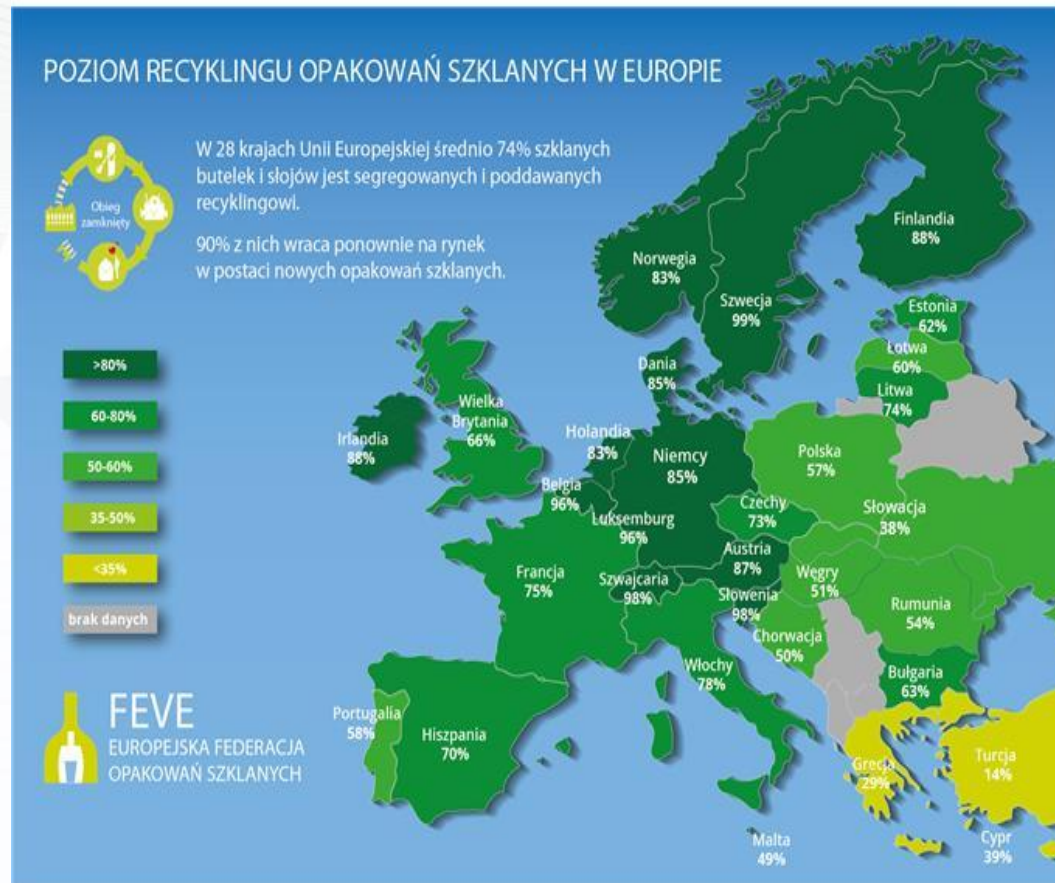 POZIOM RECYKLINGU OPAKOWAŃ SZKLANYCH W EUROPIE
W 28 krajach Unii Europejskiej średnio 74% szklanych
butelek i słojów jest segregowanych i poddawanych
recyklingowi.
90% z nich wraca ponownie na rynek
w postaci nowych opakowań szklanych.
Obieg
zamknięty
>80%
60-80%
50-60%
35-50%
<35%
brak danych
FEVE
EUROPEJSKA FEDERACJA
OPAKOWAŃ SZKLANYCH
Finlandia
88%
Norwegia
83%
Szwecja
99%
Estonia
62%
Łotwa
60%
Litwa
74%
Dania
85%
Wielka
Brytania
66%
Irlandia
88%
Holandia
83%
Niemcy
85%
Polska
57%
Belgia
96%
Luksemburg
96%
Czechy
73%
Słowacja
38%
Francja
75%
Szwajcaria
98%
Austria
87%
Słowenia
98%
Węgry
51%
Rumunia
54%
Chorwacja
50%
Włochy
78%
Bułgaria
63%
Portugalia
58%
Hiszpania
70%
Grecja
29%
Turcja
14%
Malta
49%
Cypr
39%